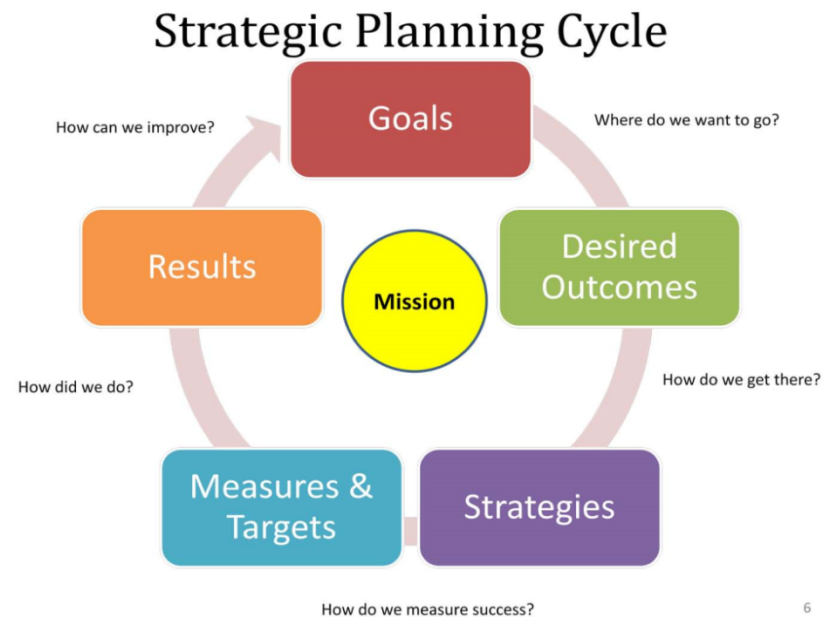 Strategic Planning Cycle
Goals
How can we improve?
Where do we want to go?
Results
Desired
Outcomes
Mission
How did we do?
How do we get there?
Measures &
Targets
Strategies
How do we measure success?
6